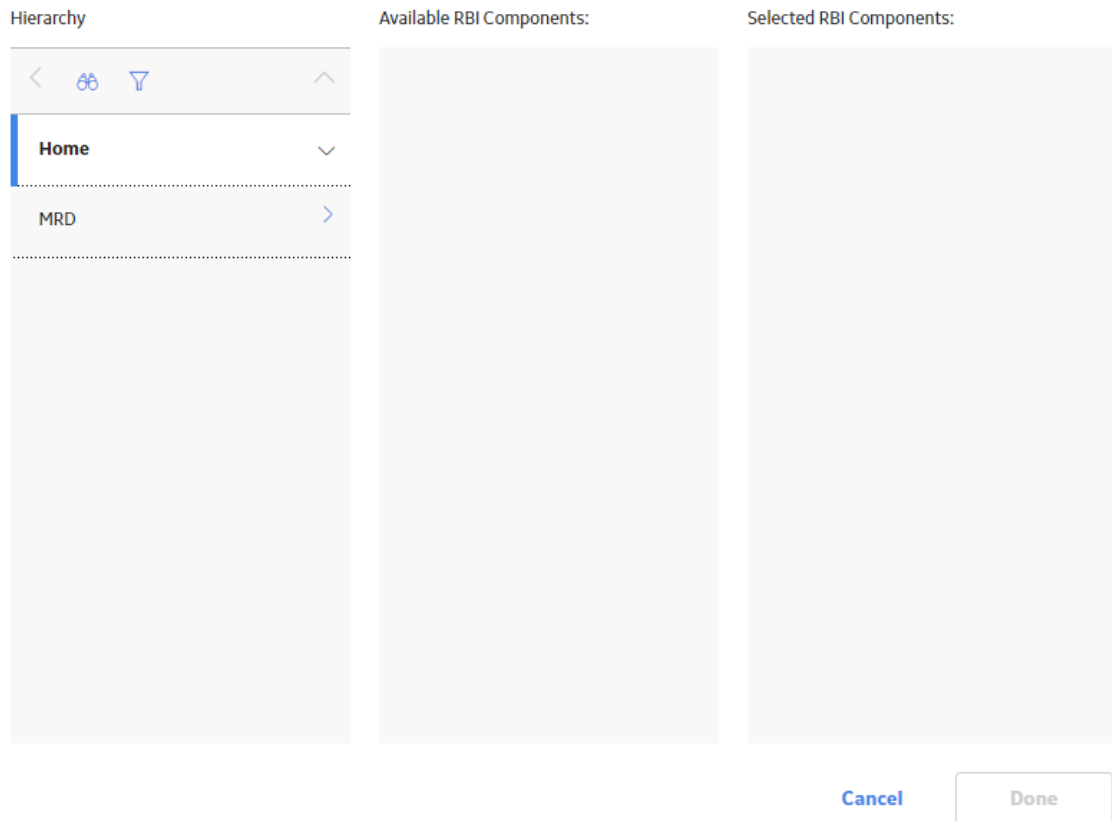 Hierarchy
Available RBI Components:
Selected RBI Components:
Home
MRD
Cancel
Done